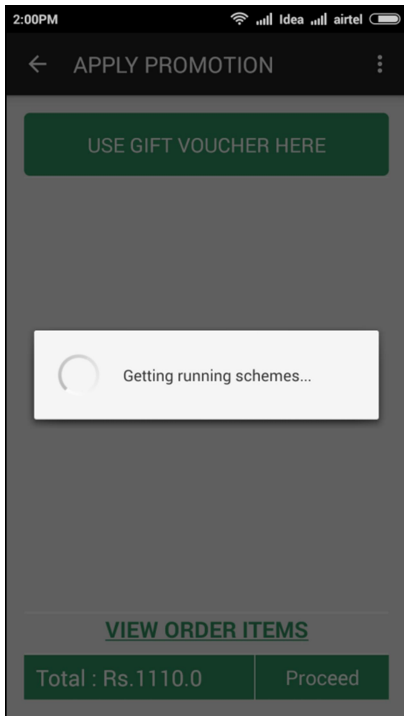 2:00PM Idea airtel
APPLY PROMOTION
USE GIFT VOUCHER HERE
Getting running schemes...
VIEW ORDER ITEMS
Total : Rs.1110.0 Proceed